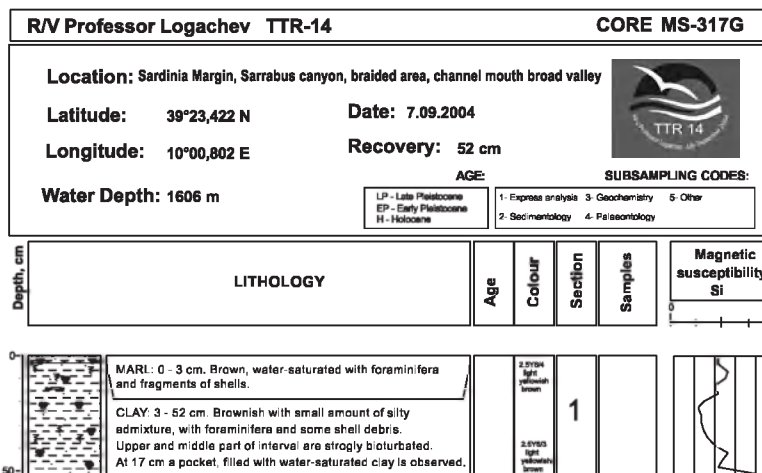 R/V Professor Logachev TTR-14 CORE MS-317G
Location: Sardinia Margin, Sarrabus canyon, braided area, channel mouth broad valley
Latitude: 39°23,422 N Date: 7.09.2004
TTR 14
Longitude: 10°00,802 E Recovery: 52 cm
AGE: SUBSAMPLING CODES:
Water Depth: 1606 m
LP - Late Pleistocene
EP - Early Pleistocene
H - Holocene
1- Express analysis 3- Geochemistry 5- Other
2- Sedimentology 4- Palaeontology
Depth, cm
LITHOLOGY
Age
Colour
Section
Samples
Magnetic
susceptibility
Si
0
0
MARL: 0 - 3 cm. Brown, water-saturated with foraminifera
and fragments of shells.
CLAY: 3 - 52 cm. Brownish with small amount of silty
admixture, with foraminifera and some shell debris.
Upper and middle part of interval are strogly bioturbated.
At 17 cm a pocket, filled with water-saturated clay is observed.
2.5Y6/4
light
yellowish
brown
1
2.5Y6/3
light
yellowish
brown
50